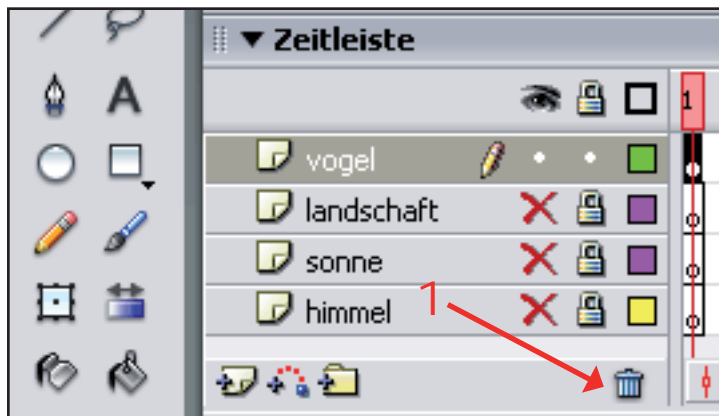 Zeitleiste
1
vogel
landschaft
sonne
himmel
1